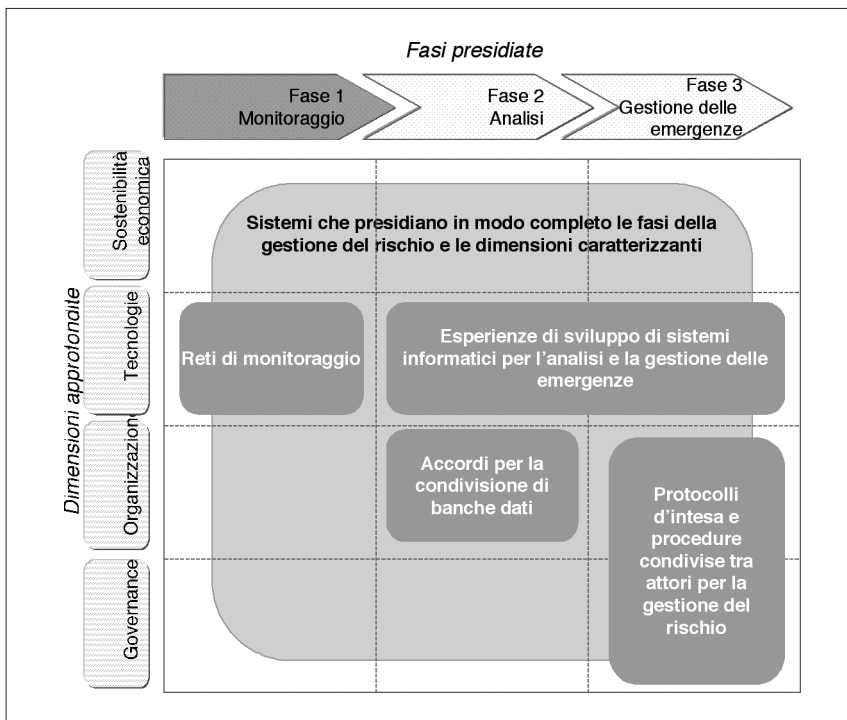 Fasi presidiate
Fase 1
Monitoraggio
Fase 2
Analisi
Fase 3
Gestione delle
emergenze
Dimensioni approfondite
Sostenibilità
economica
Sistemi che presidiano in modo completo le fasi della
gestione del rischio e le dimensioni caratterizzanti
Tecnologie
Reti di monitoraggio
Esperienze di sviluppo di sistemi
informatici per l'analisi e la gestione delle
emergenze
Organizzazione
Accordi per la
condivisione di
banche dati
Protocolli
d'intesa e
procedure
condivise tra
attori per la
gestione del
rischio
Governance